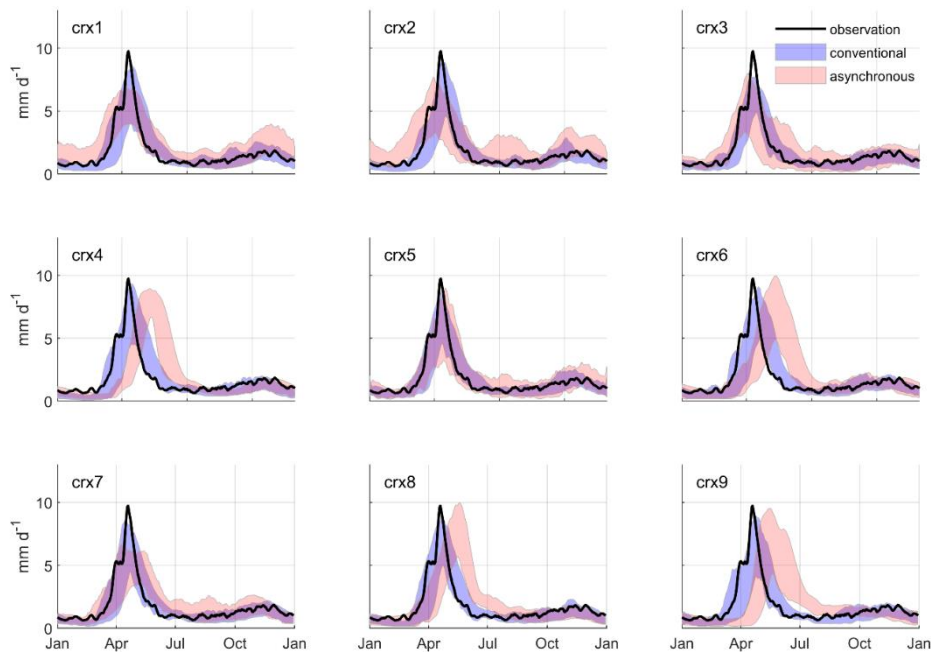 crx1
crx2
crx3
observation
conventional
asynchronous
10
5
0
mm d⁻¹
crx4
crx5
crx6
10
5
0
mm d⁻¹
crx7
crx8
crx9
10
5
0
mm d⁻¹
Jan Apr Jul Oct Jan
Jan Apr Jul Oct Jan
Jan Apr Jul Oct Jan